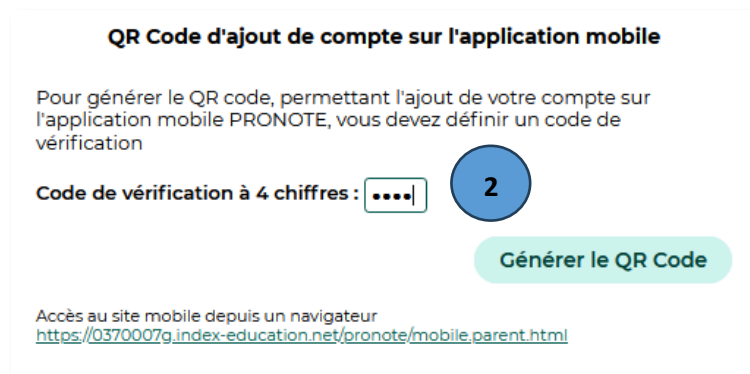 QR Code d'ajout de compte sur l'application mobile
Pour générer le QR code, permettant l'ajout de votre compte sur
l'application mobile PRONOTE, vous devez définir un code de
vérification
Code de vérification à 4 chiffres : ••••
2
Générer le QR Code
Accès au site mobile depuis un navigateur
https://0370007g.index-education.net/pronote/mobile.parent.html